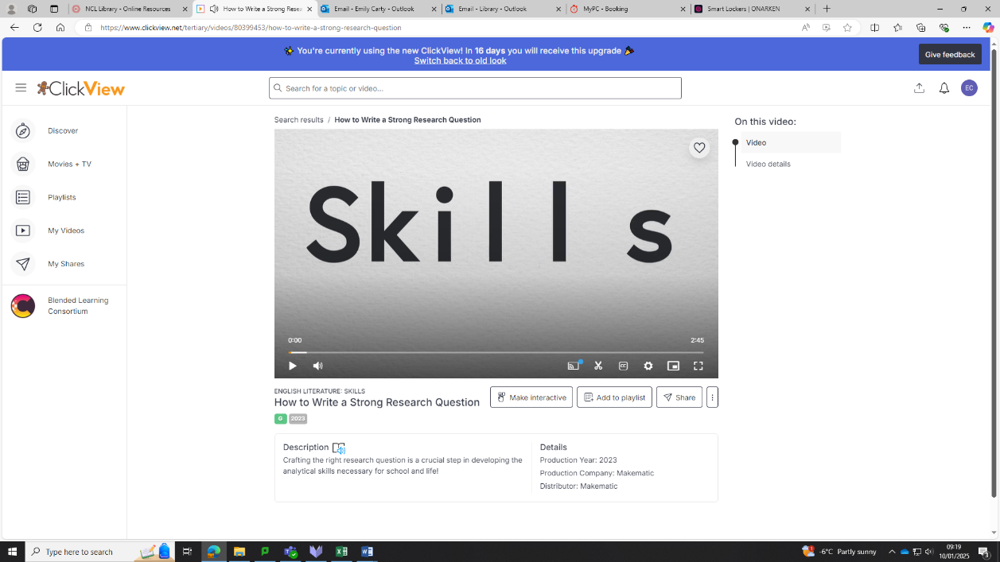 NCL Library - Online Resources
How to Write a Strong Resea
Email - Emily Carty - Outlook
Email - Library - Outlook
MyPC - Booking
Smart Lockers | ONARKEN
https://www.clickview.net/tertiary/videos/80399453/how-to-write-a-strong-research-question
✨ You're currently using the new ClickView! In 16 days you will receive this upgrade 🎉
Switch back to old look
Give feedback
ClickView
Search for a topic or video...
EC
Discover
Movies + TV
Playlists
My Videos
My Shares
Blended Learning
Consortium
Search results / How to Write a Strong Research Question
Skills
0:00
2:45
CC
On this video:
Video
Video details
ENGLISH LITERATURE: SKILLS
How to Write a Strong Research Question
Make interactive
Add to playlist
Share
G
2023
Description
Crafting the right research question is a crucial step in developing the
analytical skills necessary for school and life!
Details
Production Year: 2023
Production Company: Makematic
Distributor: Makematic
Type here to search
-6°C Partly sunny
09:19
10/01/2025
3